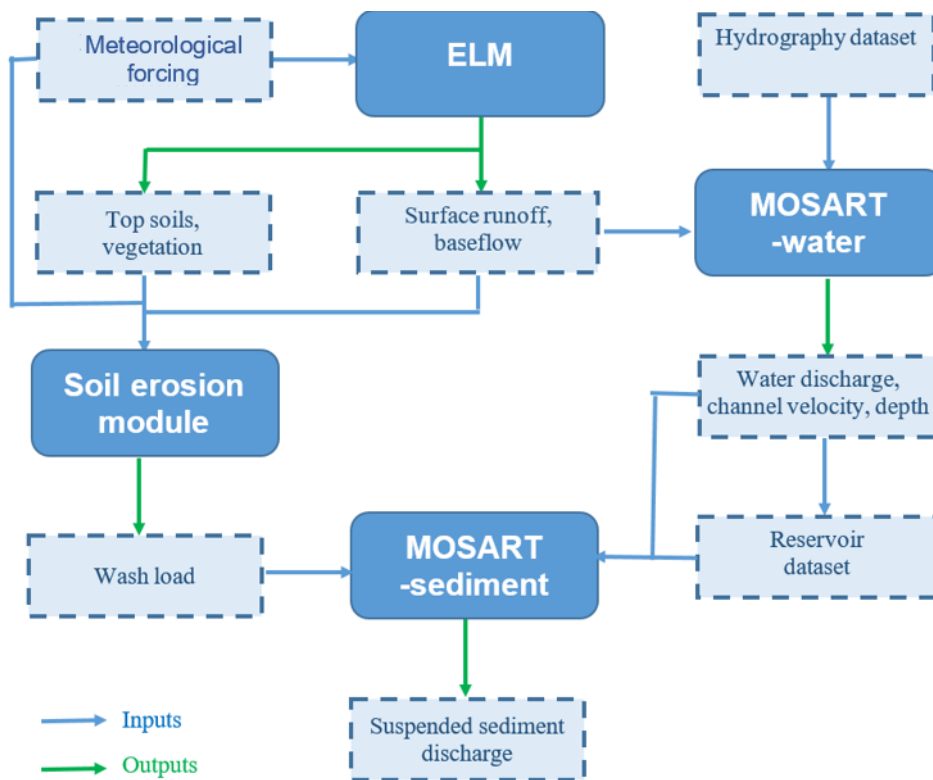 Meteorological
forcing
ELM
Hydrography dataset
Top soils,
vegetation
Surface runoff,
baseflow
MOSART
-water
Soil erosion
module
Water discharge,
channel velocity, depth
Wash load
MOSART
-sediment
Reservoir
dataset
Suspended sediment
discharge
Inputs
Outputs